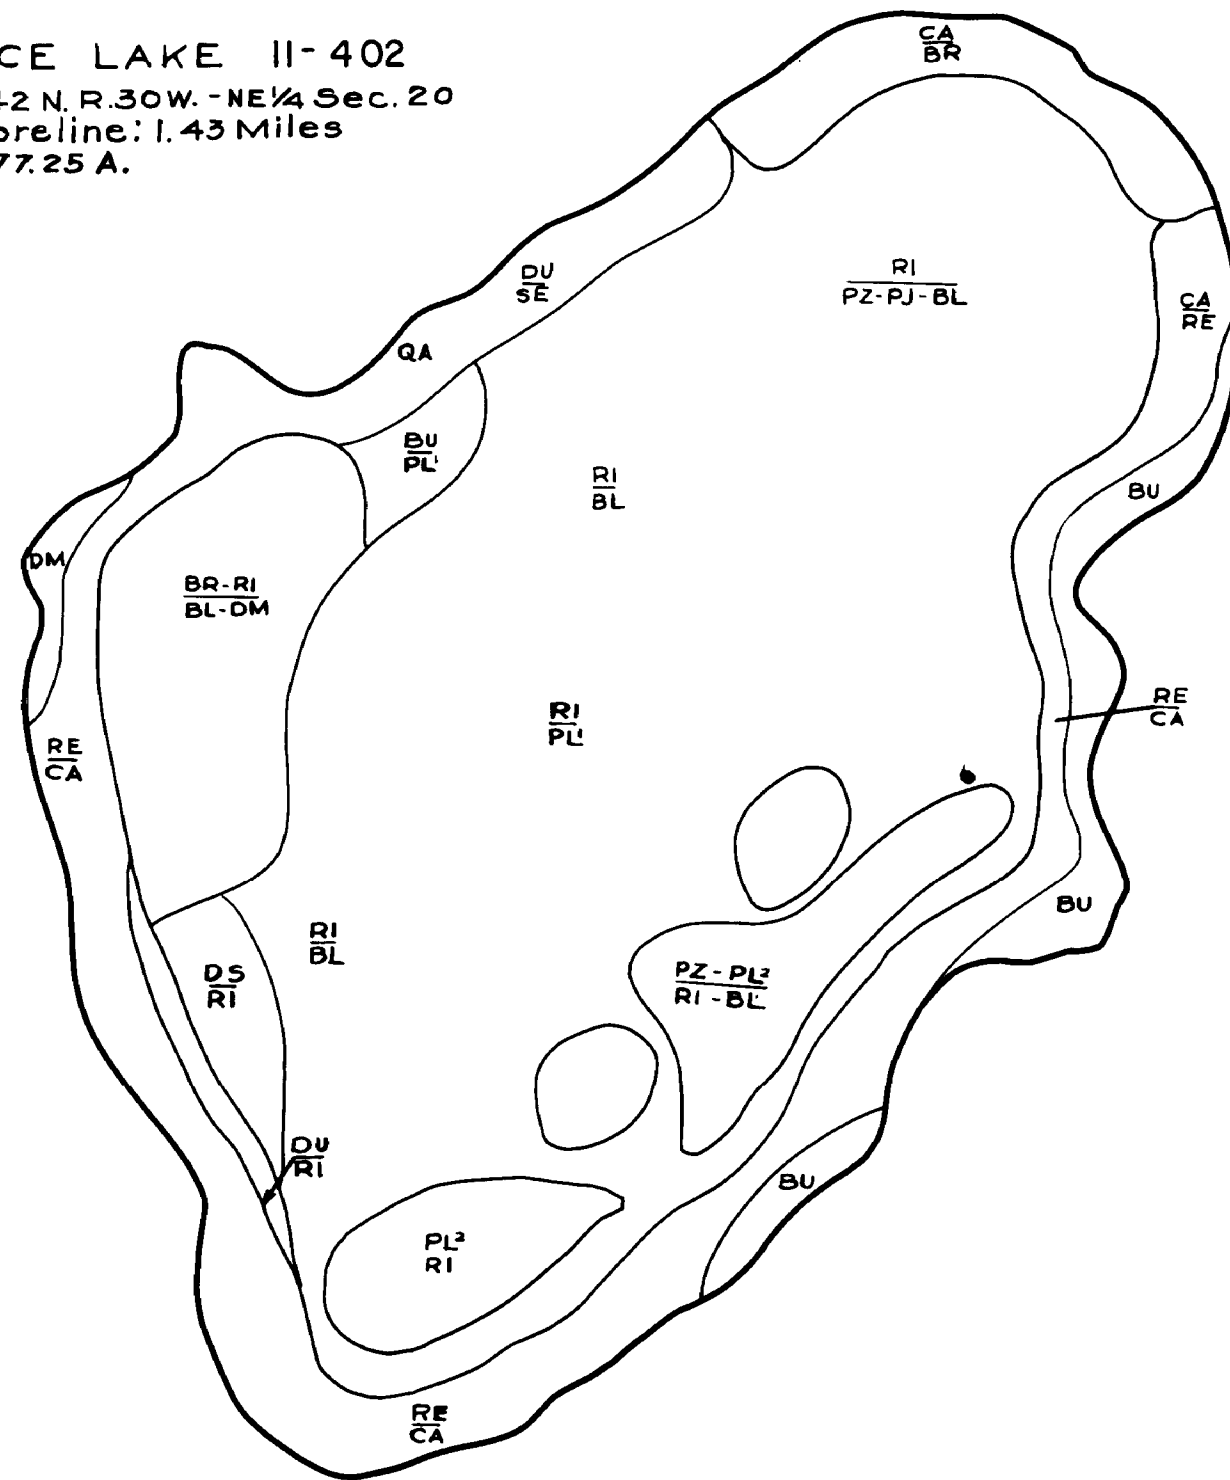 CE LAKE 11-402
2 N. R.30W. -NE¼ Sec. 20
oreline: 1.43 Miles
77.25 A.
CA
BR
DU
SE
RI
PZ-PJ-BL
CA
RE
QA
BU
PL¹
RI
BL
BU
DM
BR-RI
BL-DM
RI
PL¹
RE
CA
RE
CA
BU
RI
BL
DS
RI
PZ-PL²
RI-BL
DU
RI
BU
PL²
RI
RE
CA